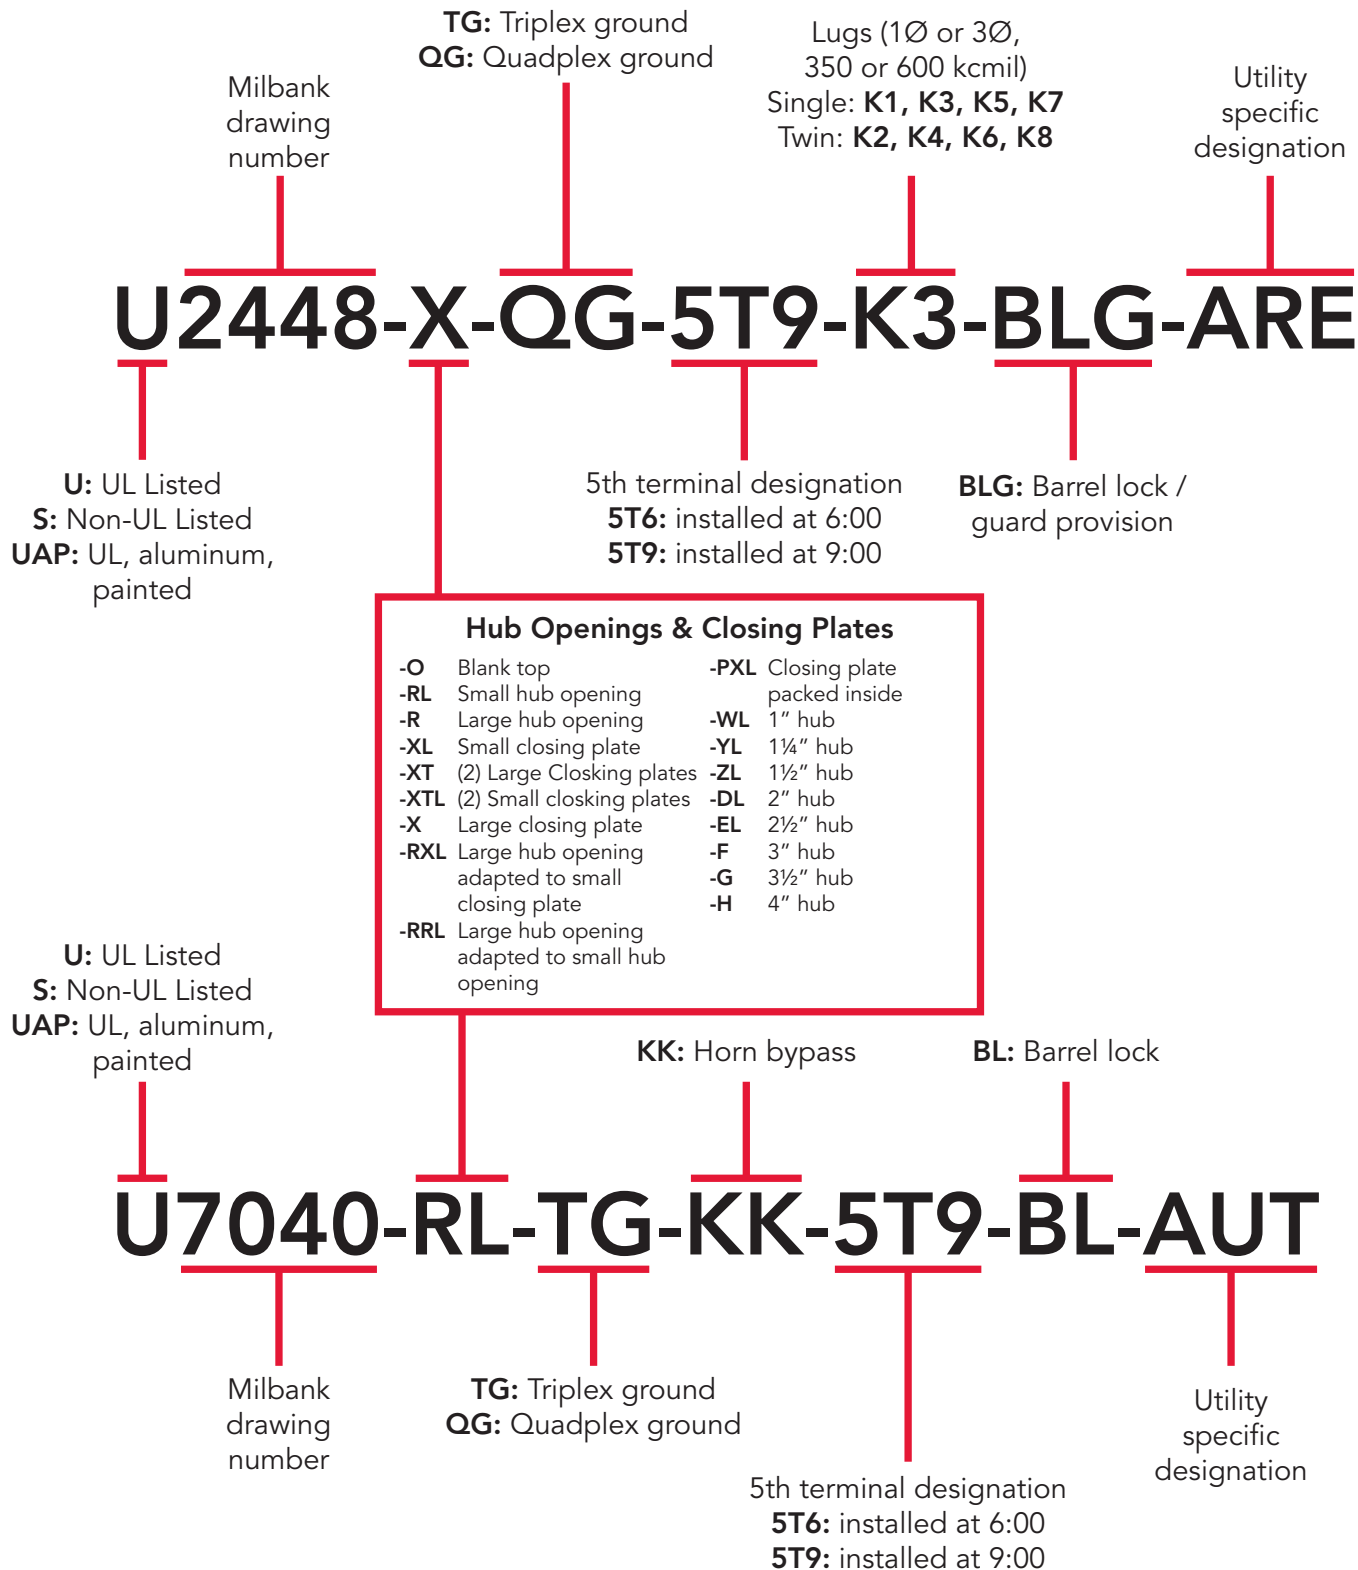 TG: Triplex ground
QG: Quadplex ground
Lugs (1Ø or 3Ø,
350 or 600 kcmil)
Single: K1, K3, K5, K7
Twin: K2, K4, K6, K8
Milbank
drawing
number
Utility
specific
designation
U2448-X-QG-5T9-K3-BLG-ARE
U: UL Listed
S: Non-UL Listed
UAP: UL, aluminum,
painted
5th terminal designation
5T6: installed at 6:00
5T9: installed at 9:00
BLG: Barrel lock /
guard provision
Hub Openings & Closing Plates
-O Blank top
-RL Small hub opening
-R Large hub opening
-XL Small closing plate
-XT (2) Large Closking plates
-XTL (2) Small closking plates
-X Large closing plate
-RXL Large hub opening
adapted to small
closing plate
-RRL Large hub opening
adapted to small hub
opening
-PXL Closing plate
packed inside
-WL 1” hub
-YL 1¼” hub
-ZL 1½” hub
-DL 2” hub
-EL 2½” hub
-F 3” hub
-G 3½” hub
-H 4” hub
U: UL Listed
S: Non-UL Listed
UAP: UL, aluminum,
painted
KK: Horn bypass
BL: Barrel lock
U7040-RL-TG-KK-5T9-BL-AUT
Milbank
drawing
number
TG: Triplex ground
QG: Quadplex ground
5th terminal designation
5T6: installed at 6:00
5T9: installed at 9:00
Utility
specific
designation